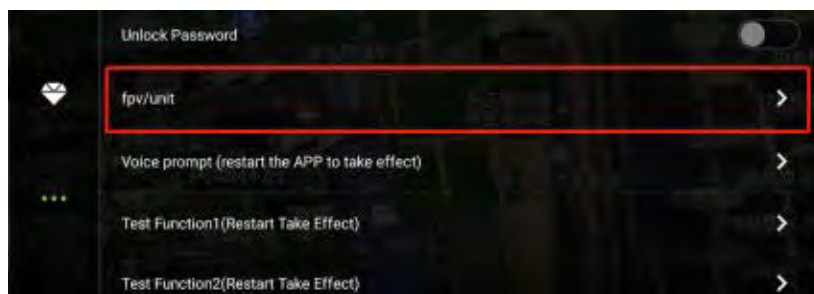 Unlock Password
fpv/unit
Voice prompt (restart the APP to take effect)
Test Function1(Restart Take Effect)
Test Function2(Restart Take Effect)